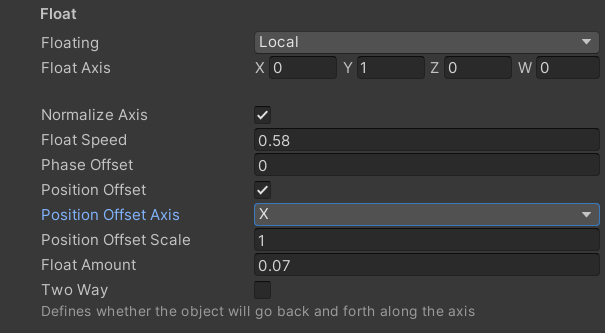 Float
Floating Local
Float Axis X 0 Y 1 Z 0 W 0
Normalize Axis
Float Speed 0.58
Phase Offset 0
Position Offset
Position Offset Axis X
Position Offset Scale 1
Float Amount 0.07
Two Way
Defines whether the object will go back and forth along the axis